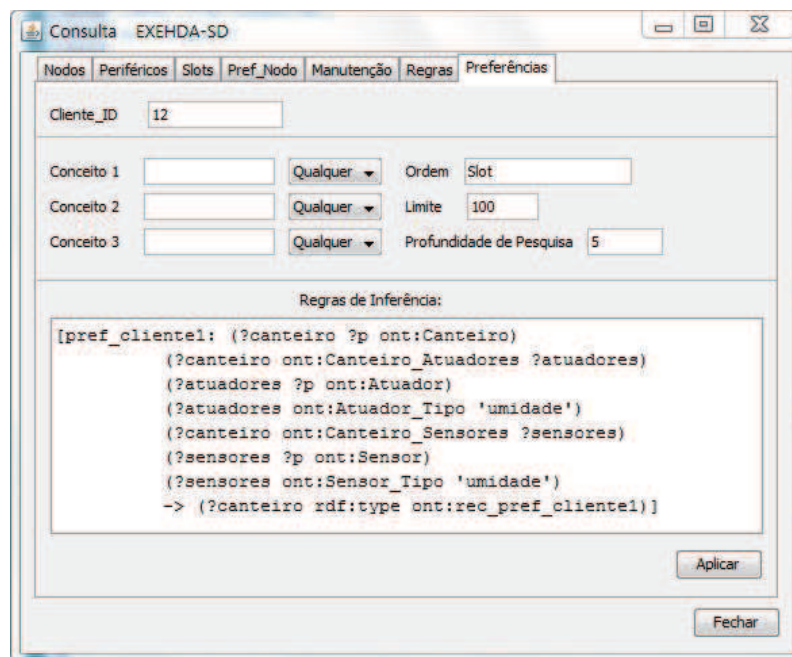 Consulta EXEHDA-SD
Nodos Periféricos Slots Pref_Nodo Manutenção Regras Preferências
Cliente_ID 12
Conceito 1 Qualquer Ordem Slot
Conceito 2 Qualquer Limite 100
Conceito 3 Qualquer Profundidade de Pesquisa 5
Regras de Inferência:
[pref_cliente1: (?canteiro ?p ont:Canteiro)
(?canteiro ont:Canteiro_Atuadores ?atuadores)
(?atuadores ?p ont:Atuador)
(?atuadores ont:Atuador_Tipo 'umidade')
(?canteiro ont:Canteiro_Sensores ?sensores)
(?sensores ?p ont:Sensor)
(?sensores ont:Sensor_Tipo 'umidade')
-> (?canteiro rdf:type ont:rec_pref_cliente1)]
Aplicar
Fechar